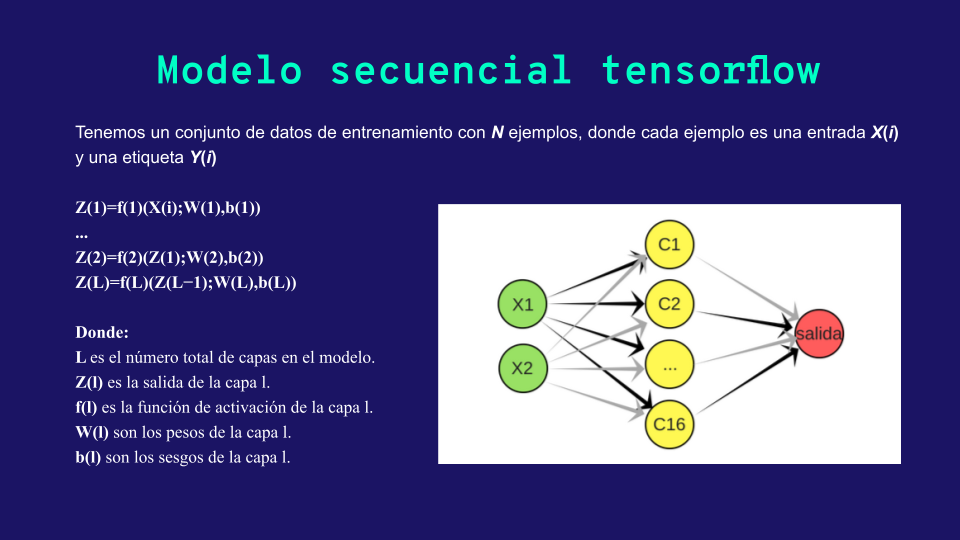 Modelo secuencial tensorflow
Tenemos un conjunto de datos de entrenamiento con N ejemplos, donde cada ejemplo es una entrada X(i)
y una etiqueta Y(i)
Z(1)=f(1)(X(i);W(1),b(1))
...
Z(2)=f(2)(Z(1);W(2),b(2))
Z(L)=f(L)(Z(L−1);W(L),b(L))
Donde:
L es el número total de capas en el modelo.
Z(l) es la salida de la capa l.
f(l) es la función de activación de la capa l.
W(l) son los pesos de la capa l.
b(l) son los sesgos de la capa l.
C1
X1
C2
salida
X2
...
C16